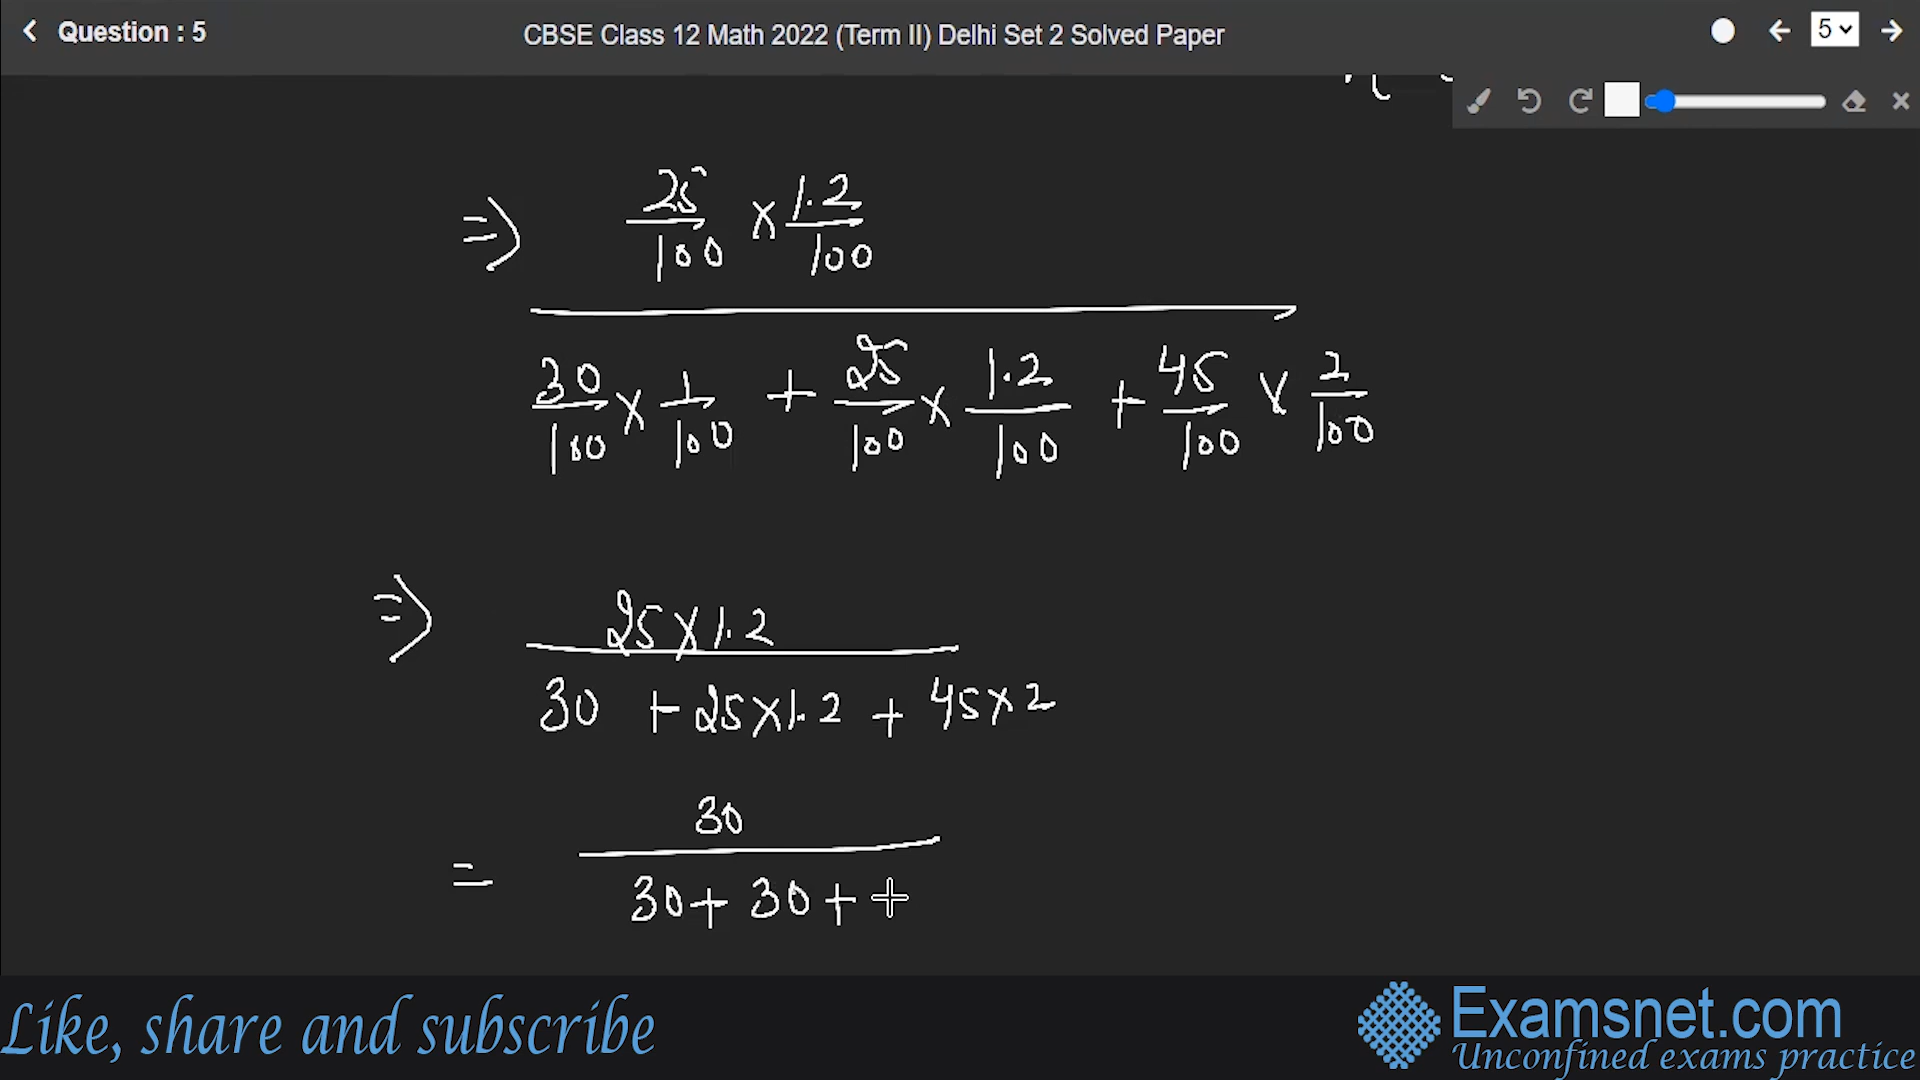 Question : 5
CBSE Class 12 Math 2022 (Term II) Delhi Set 2 Solved Paper
5
⇒ 25/100 × 1.2/100
30/100 × 1/100 + 25/100 × 1.2/100 + 45/100 × 2/100
⇒ 25×1.2
30 + 25×1.2 + 45×2
= 30
30+ 30+
Like, share and subscribe
Examsnet.com
Unconfined exams practice